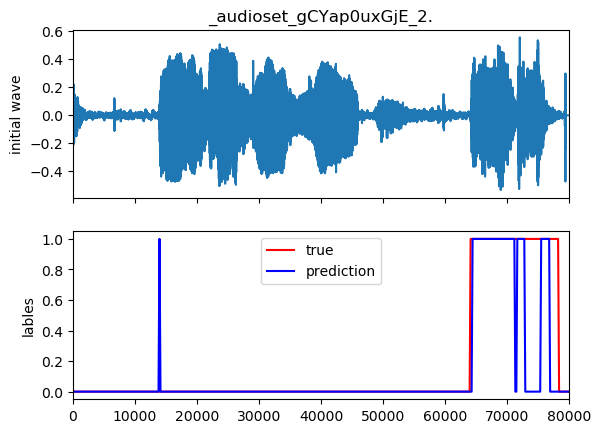 _audioset_gCYap0uxGjE_2.
initial wave
0.6
0.4
0.2
0.0
−0.2
−0.4
lables
1.0
0.8
0.6
0.4
0.2
0.0
true
prediction
0 10000 20000 30000 40000 50000 60000 70000 80000